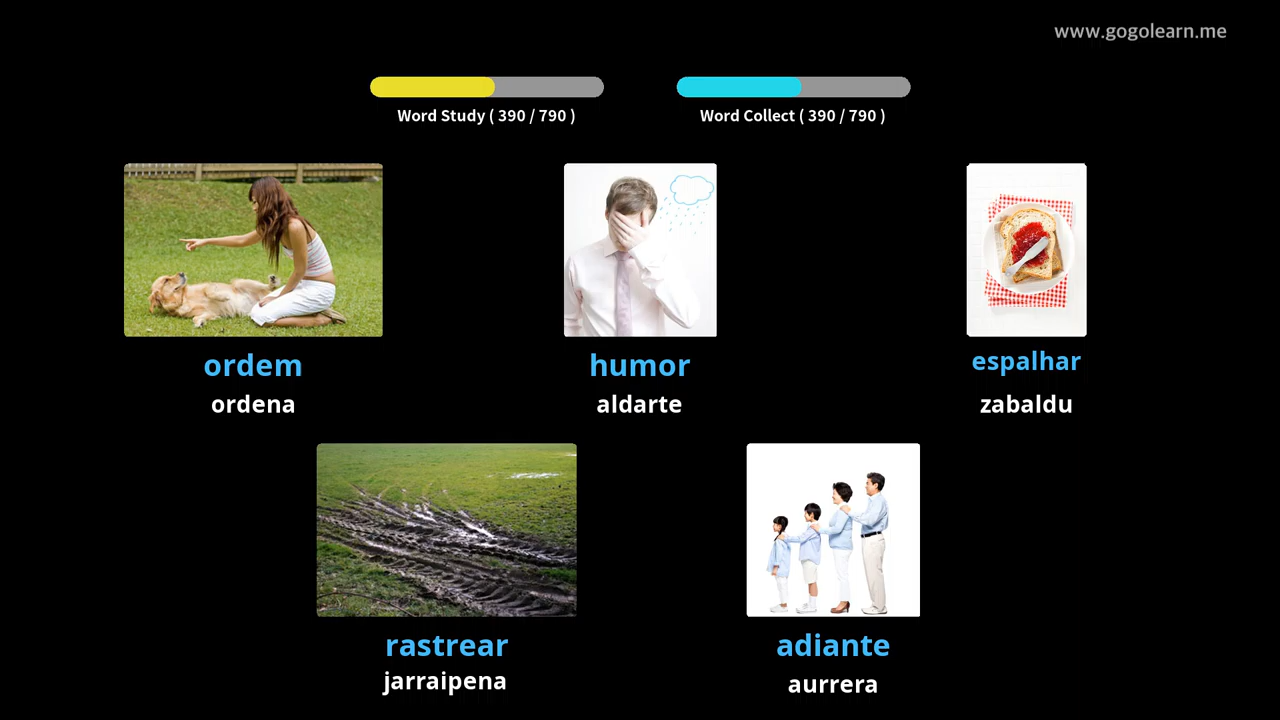 www.gogolearn.me
Word Study ( 390 / 790 )
Word Collect ( 390 / 790 )
ordem
ordena
humor
aldarte
espalhar
zabaldu
rastrear
jarraipena
adiante
aurrera